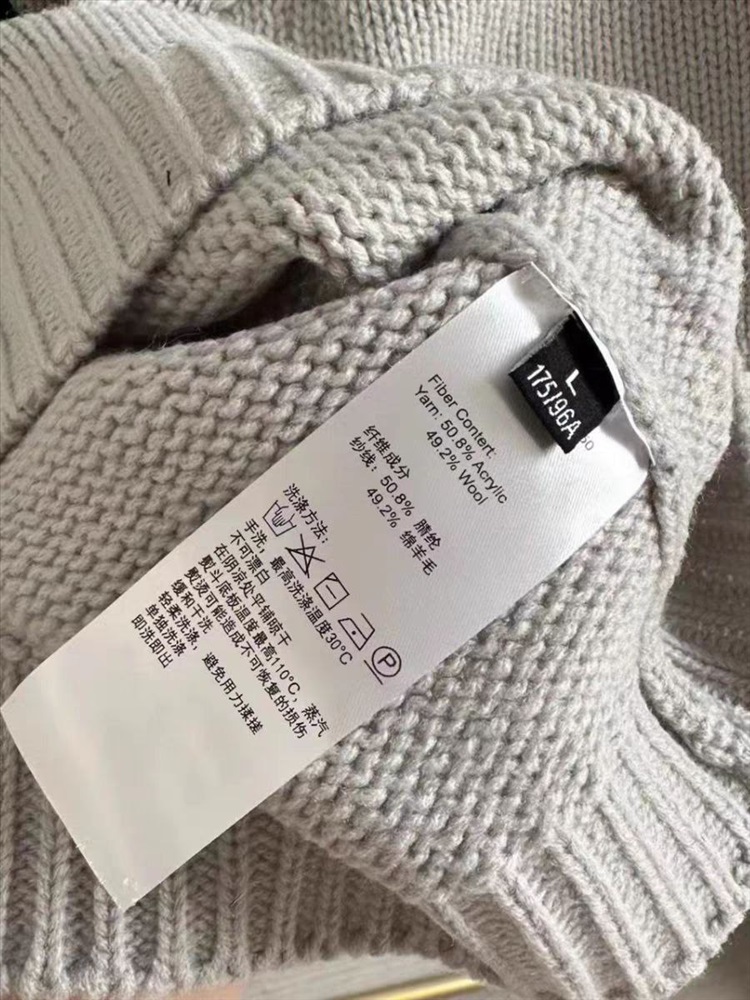 L
175/96A
Fiber Content:
Yarn: 50.8% Acrylic
49.2% Wool
纤维成分
纱线：50.8% 腈纶
49.2% 绵羊毛
洗涤方法：
P
手洗，最高洗涤温度30°C
不可漂白
在阴凉处平铺晾干
熨斗底板温度最高110°C，蒸汽
熨烫可能造成不可恢复的损伤
缓和干洗
轻柔洗涤，避免用力揉搓
单独洗涤
即洗即出